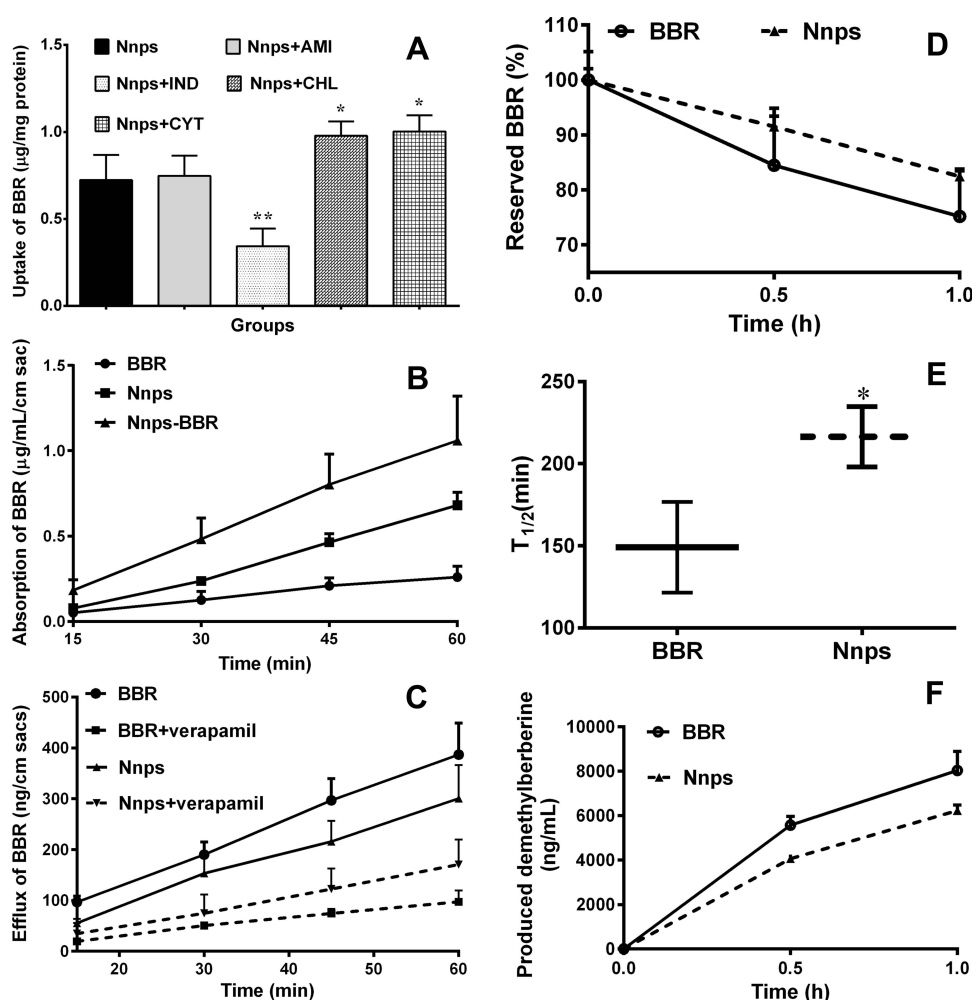 A
Nnps
Nnps+AMI
Nnps+IND
Nnps+CHL
Nnps+CYT
Uptake of BBR (µg/mg protein)
1.5
1.0
0.5
0.0
**
*
*
Groups
B
BBR
Nnps
Nnps-BBR
Absorption of BBR (µg/mL/cm sac)
1.5
1.0
0.5
0.0
15
30
45
60
Time (min)
C
BBR
BBR+verapamil
Nnps
Nnps+verapamil
Efflux of BBR (ng/cm sacs)
500
400
300
200
100
0
20
30
40
50
60
Time (min)
D
BBR
Nnps
Reserved BBR (%)
110
100
90
80
70
0.0
0.5
1.0
Time (h)
E
T1/2(min)
250
200
150
100
*
BBR
Nnps
F
BBR
Nnps
Produced demethylberberine
(ng/mL)
10000
8000
6000
4000
2000
0
0.0
0.5
1.0
Time (h)